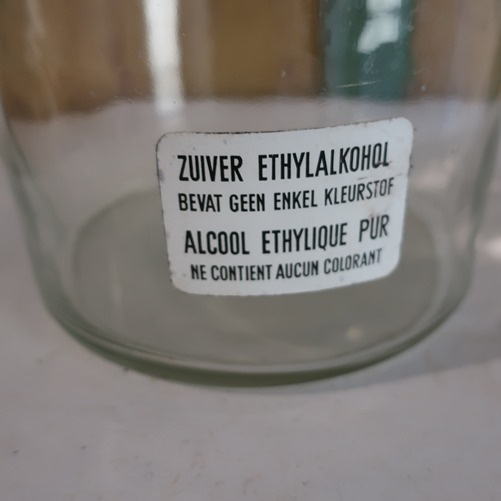 ZUIVER ETHYLALKOHOL
BEVAT GEEN ENKEL KLEURSTOF
ALCOOL ETHYLIQUE PUR
NE CONTIENT AUCUN COLORANT